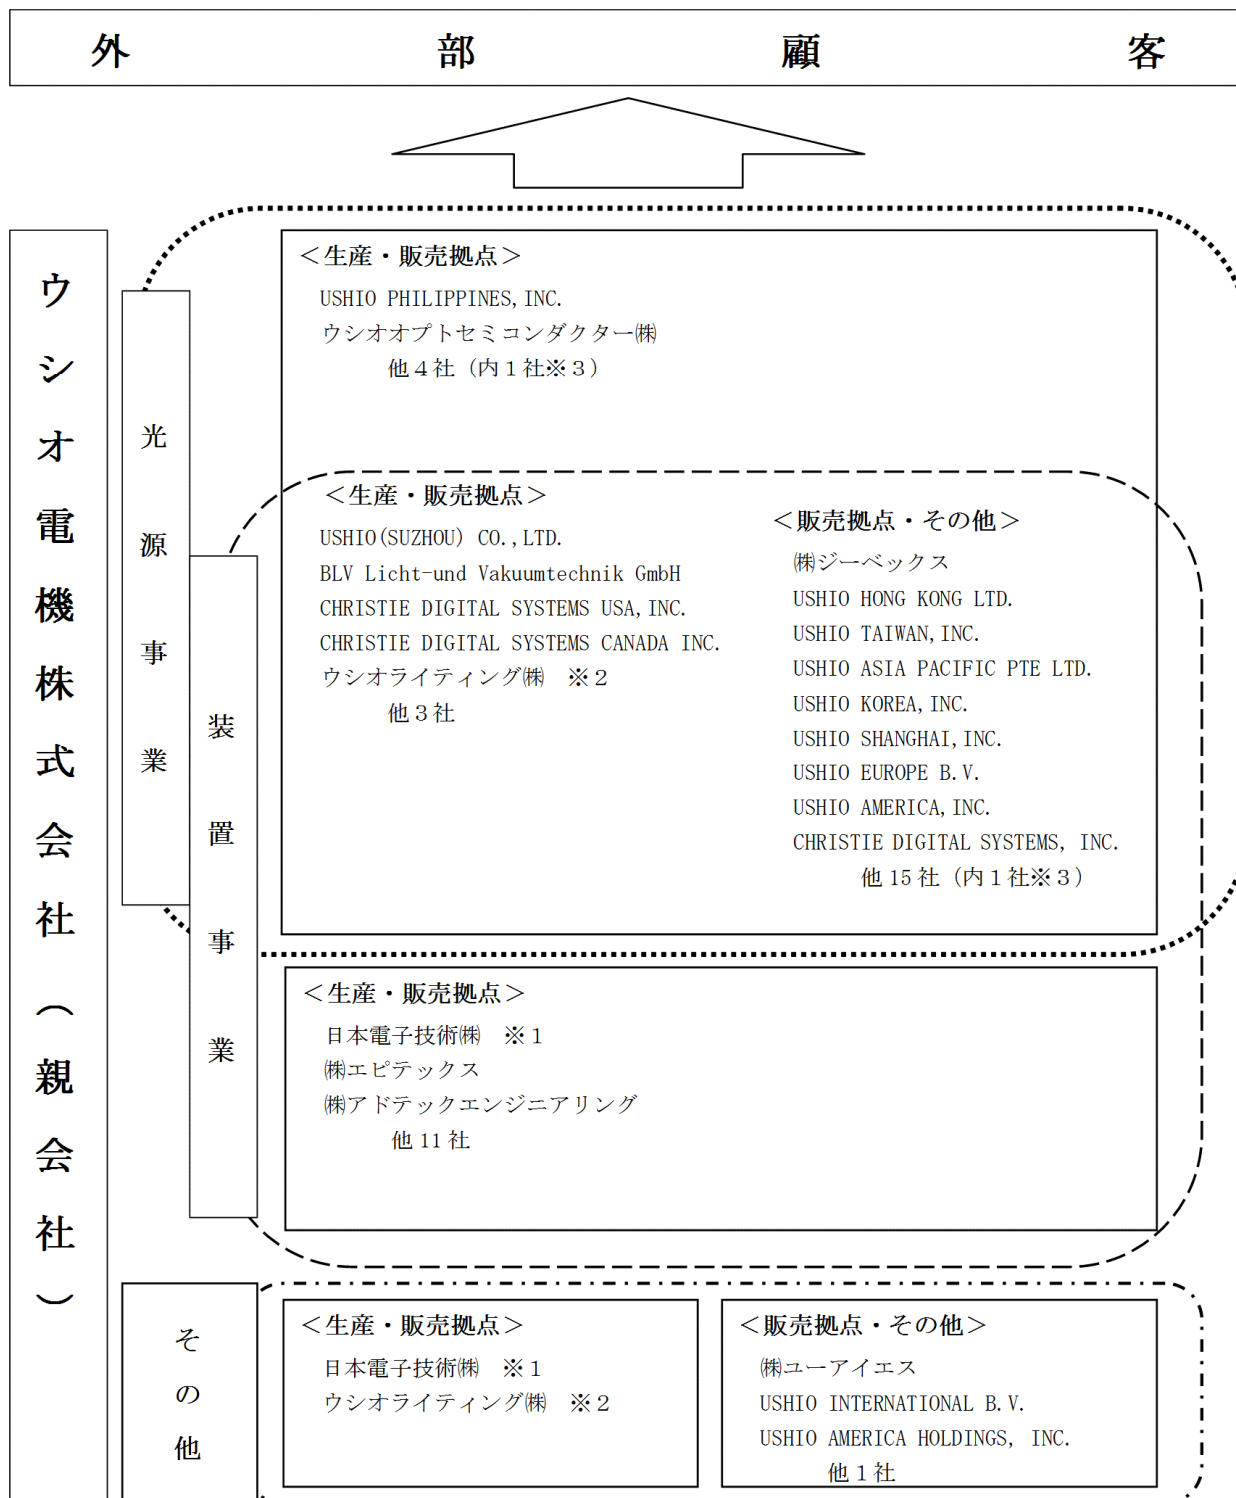 外部顧客
ウシオ電機株式会社（親会社）
光源事業
装置事業
その他
＜生産・販売拠点＞
USHIO PHILIPPINES,INC.
ウシオオプトセミコンダクター㈱
他４社（内１社※３）
＜生産・販売拠点＞
USHIO(SUZHOU) CO.,LTD.
BLV Licht-und Vakuumtechnik GmbH
CHRISTIE DIGITAL SYSTEMS USA,INC.
CHRISTIE DIGITAL SYSTEMS CANADA INC.
ウシオライティング㈱　※２
他３社
＜販売拠点・その他＞
㈱ジーベックス
USHIO HONG KONG LTD.
USHIO TAIWAN,INC.
USHIO ASIA PACIFIC PTE LTD.
USHIO KOREA,INC.
USHIO SHANGHAI,INC.
USHIO EUROPE B.V.
USHIO AMERICA,INC.
CHRISTIE DIGITAL SYSTEMS, INC.
他 15 社（内１社※３）
＜生産・販売拠点＞
日本電子技術㈱　※１
㈱エピテックス
㈱アドテックエンジニアリング
他 11 社
＜生産・販売拠点＞
日本電子技術㈱　※１
ウシオライティング㈱　※２
＜販売拠点・その他＞
㈱ユーアイエス
USHIO INTERNATIONAL B.V.
USHIO AMERICA HOLDINGS, INC.
他１社